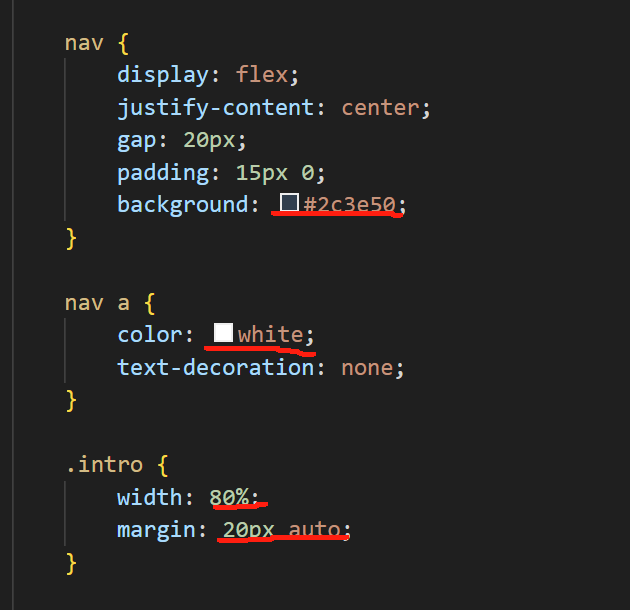 nav {
display: flex;
justify-content: center;
gap: 20px;
padding: 15px 0;
background: #2c3e50;
}
nav a {
color: white;
text-decoration: none;
}
.intro {
width: 80%;
margin: 20px auto;
}